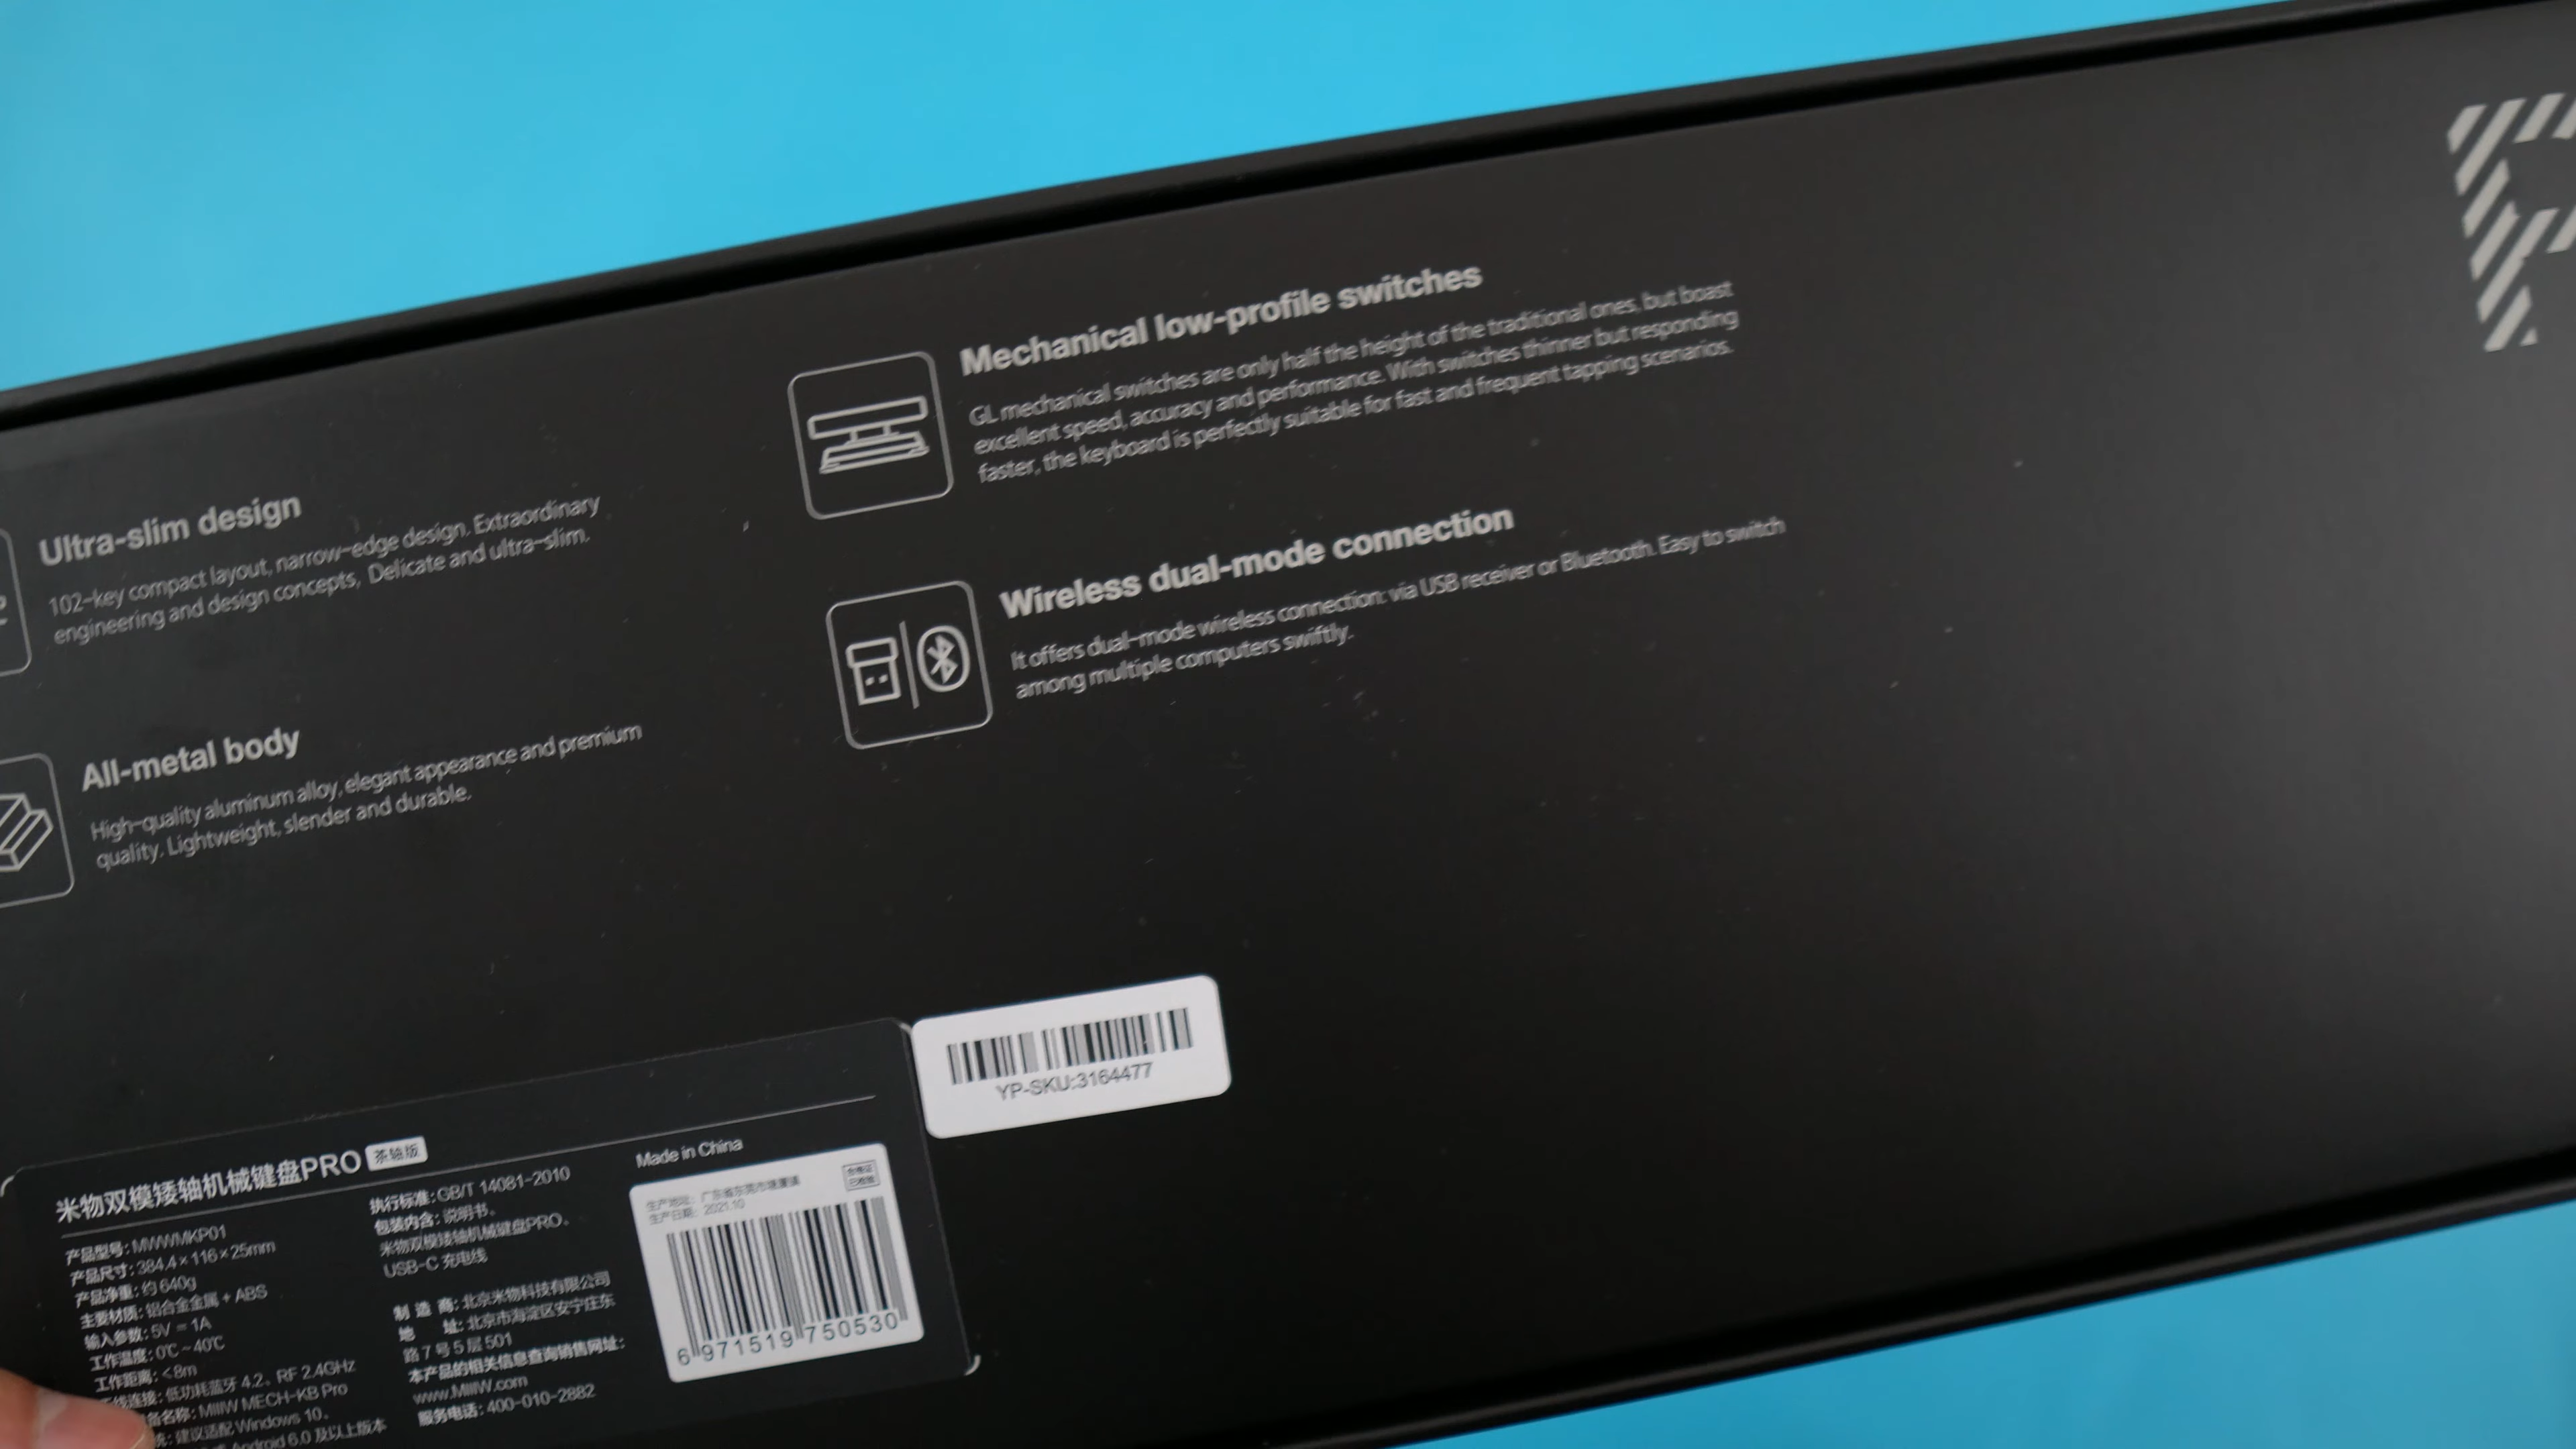 Ultra-slim design
102-key compact layout, narrow-edge design. Extraordinary
engineering and design concepts, Delicate and ultra-slim.
All-metal body
High-quality aluminum alloy, elegant appearance and premium
quality. Lightweight, slender and durable.
Mechanical low-profile switches
GL mechanical switches are only half the height of the traditional ones, but boast
excellent speed, accuracy and performance. With switches thinner but responding
faster, the keyboard is perfectly suitable for fast and frequent tapping scenarios.
Wireless dual-mode connection
It offers dual-mode wireless connection: via USB receiver or Bluetooth. Easy to switch
among multiple computers swiftly.
YP-SKU:3164477
米物双模矮轴机械键盘PRO 茶轴版
产品型号: MWWMKP01
产品尺寸: 384.4×116×25mm
产品净重: 约 640g
主要材质: 铝合金金属 + ABS
输入参数: 5V = 1A
工作温度: 0℃ ~ 40℃
工作距离: <8m
线连接: 低功耗蓝牙 4.2、RF 2.4GHz
备名称: MIIIW MECH-KB Pro
统: 建议适配 Windows 10、
Android 6.0 及以上版本
执行标准: GB/T 14081-2010
包装内含: 说明书、
米物双模矮轴机械键盘PRO、
USB-C 充电线
制 造 商: 北京米物科技有限公司
地 址: 北京市海淀区安宁庄东
路 7 号 5 层 501
本产品的相关信息查询销售网址:
www.MIIIW.com
服务电话: 400-010-2882
Made in China
生产地址: 广东省东莞市塘厦镇
生产日期: 2021.10
合格证
已检验
6 971519 750530